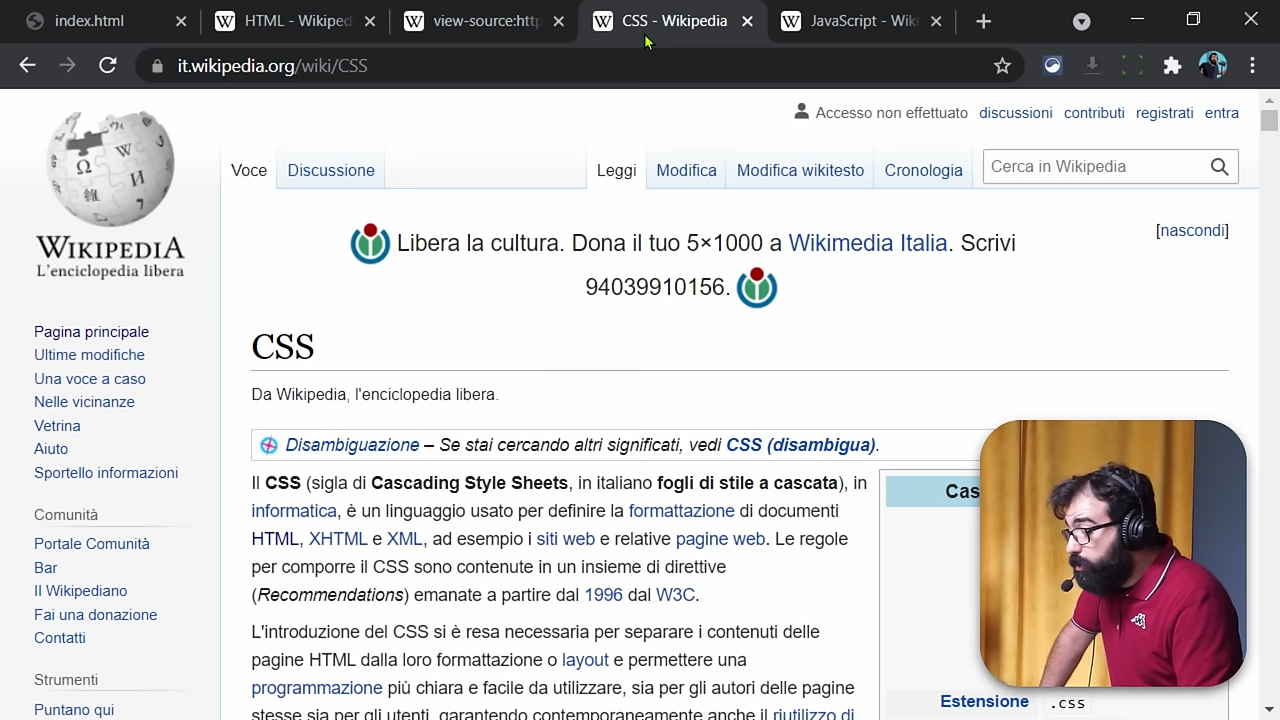 index.html
HTML - Wikiped
view-source:http
CSS - Wikipedia
JavaScript - Wiki
it.wikipedia.org/wiki/CSS
Accesso non effettuato discussioni contributi registrati entra
Voce Discussione Leggi Modifica Modifica wikitesto Cronologia Cerca in Wikipedia
WIKIPEDIA
L'enciclopedia libera
Libera la cultura. Dona il tuo 5×1000 a Wikimedia Italia. Scrivi
94039910156.
[nascondi]
Pagina principale
Ultime modifiche
Una voce a caso
Nelle vicinanze
Vetrina
Aiuto
Sportello informazioni
Comunità
Portale Comunità
Bar
Il Wikipediano
Fai una donazione
Contatti
Strumenti
Puntano qui
CSS
Da Wikipedia, l'enciclopedia libera.
Disambiguazione – Se stai cercando altri significati, vedi CSS (disambigua).
Il CSS (sigla di Cascading Style Sheets, in italiano fogli di stile a cascata), in
informatica, è un linguaggio usato per definire la formattazione di documenti
HTML, XHTML e XML, ad esempio i siti web e relative pagine web. Le regole
per comporre il CSS sono contenute in un insieme di direttive
(Recommendations) emanate a partire dal 1996 dal W3C.
L'introduzione del CSS si è resa necessaria per separare i contenuti delle
pagine HTML dalla loro formattazione o layout e permettere una
programmazione più chiara e facile da utilizzare, sia per gli autori delle pagine
stesse sia per gli utenti, garantendo contemporaneamente anche il riutilizzo di
Cas
Estensione .css